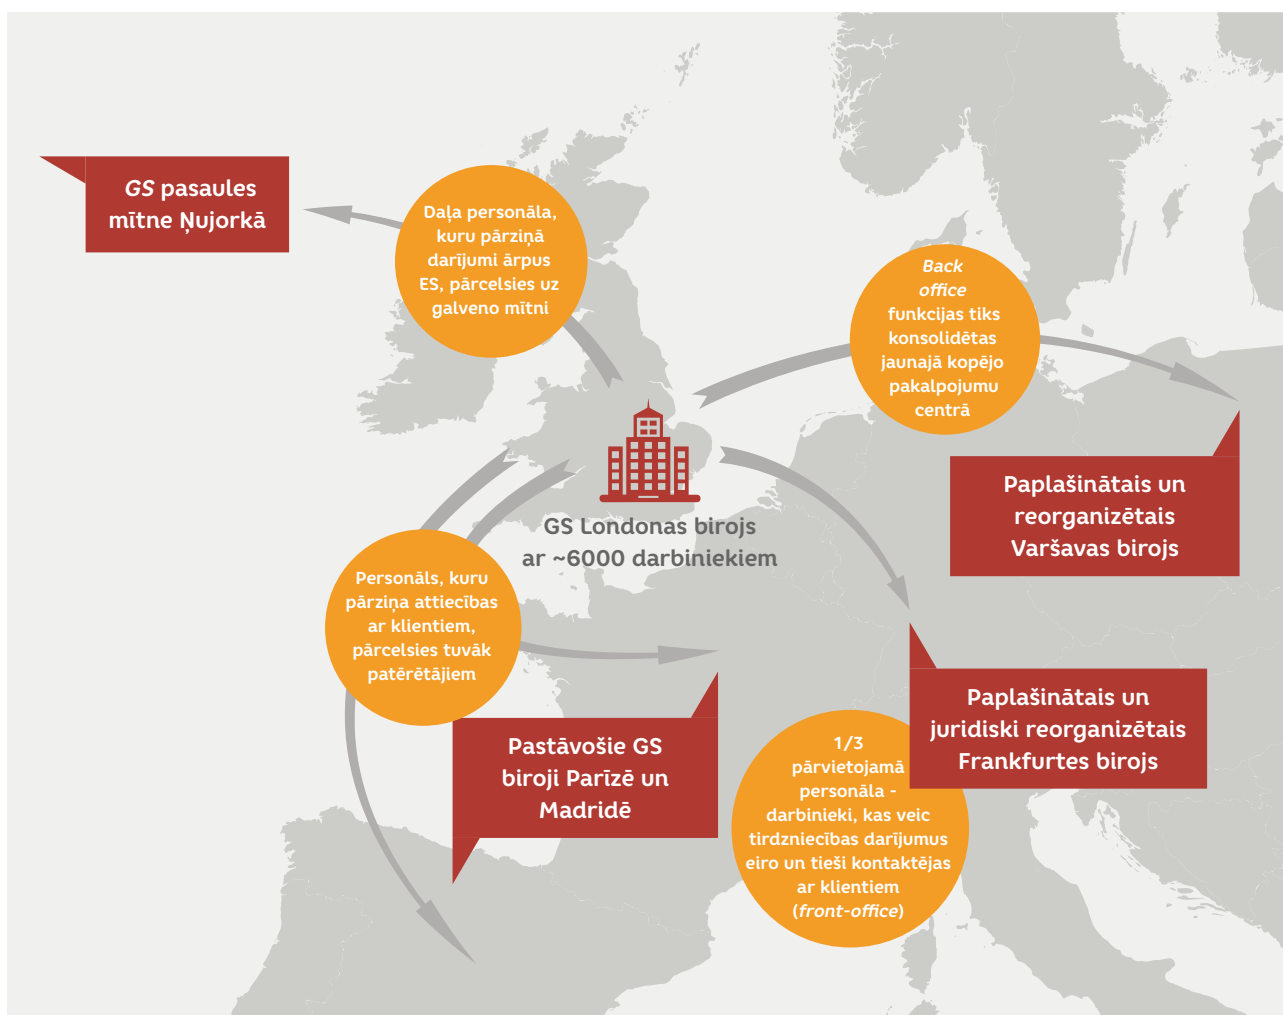 GS pasaules
mītne Ņujorkā
Daļa personāla,
kuru pārziņā
darījumi ārpus
ES, pārcelsies uz
galveno mītni
Back
office
funkcijas tiks
konsolidētas
jaunajā kopējo
pakalpojumu
centrā
Paplašinātais un
reorganizētais
Varšavas birojs
GS Londonas birojs
ar ~6000 darbiniekiem
Personāls, kuru
pārziņa attiecības
ar klientiem,
pārcelsies tuvāk
patērētājiem
Pastāvošie GS
biroji Parīzē un
Madridē
Paplašinātais un
juridiski reorganizētais
Frankfurtes birojs
1/3
pārvietojamā
personāla -
darbinieki, kas veic
tirdzniecības darījumus
eiro un tieši kontaktējas
ar klientiem
(front-office)